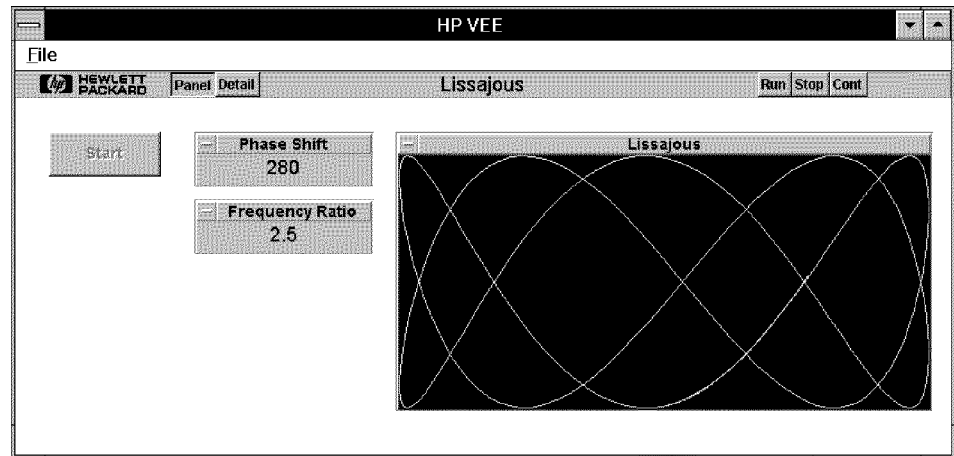 HP VEE
File
hp HEWLETT PACKARD Panel Detail Lissajous Run Stop Cont
Start
Phase Shift
280
Frequency Ratio
2.5
Lissajous